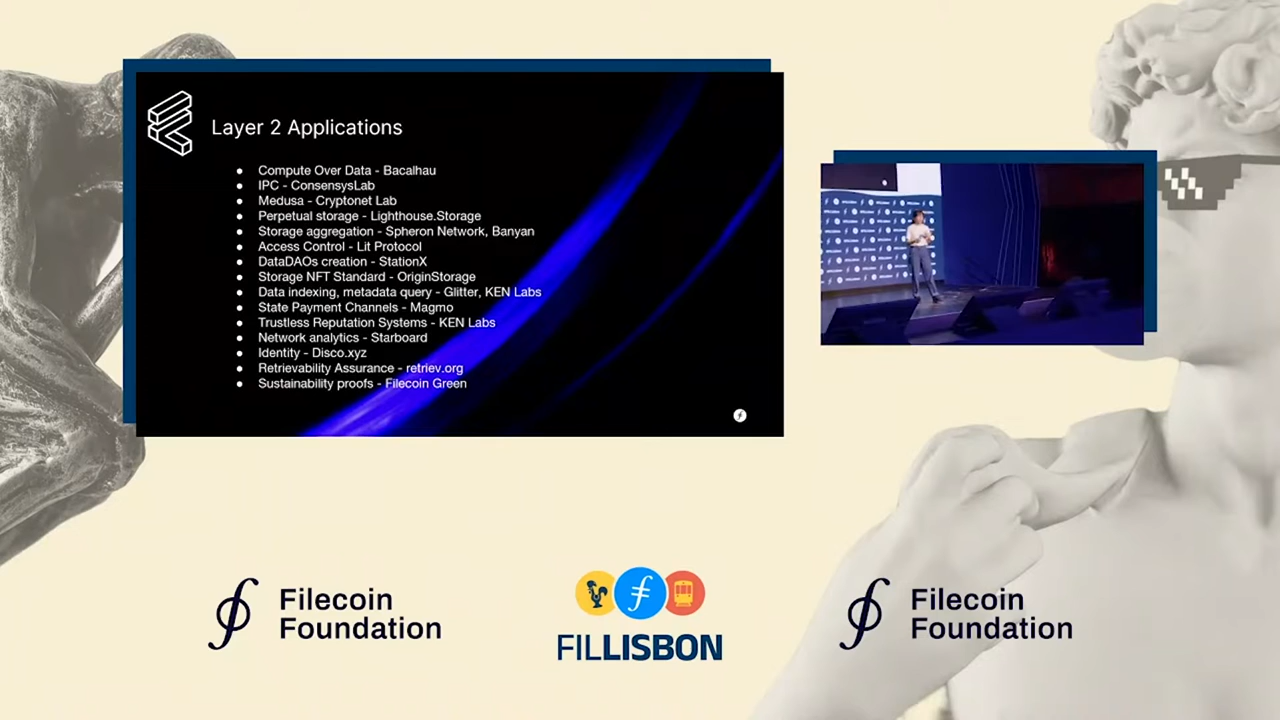 Layer 2 Applications
● Compute Over Data - Bacalhau
● IPC - ConsensysLab
● Medusa - Cryptonet Lab
● Perpetual storage - Lighthouse.Storage
● Storage aggregation - Spheron Network, Banyan
● Access Control - Lit Protocol
● DataDAOs creation - StationX
● Storage NFT Standard - OriginStorage
● Data indexing, metadata query - Glitter, KEN Labs
● State Payment Channels - Magmo
● Trustless Reputation Systems - KEN Labs
● Network analytics - Starboard
● Identity - Disco.xyz
● Retrievability Assurance - retriev.org
● Sustainability proofs - Filecoin Green
Filecoin
Foundation
FILLISBON
Filecoin
Foundation